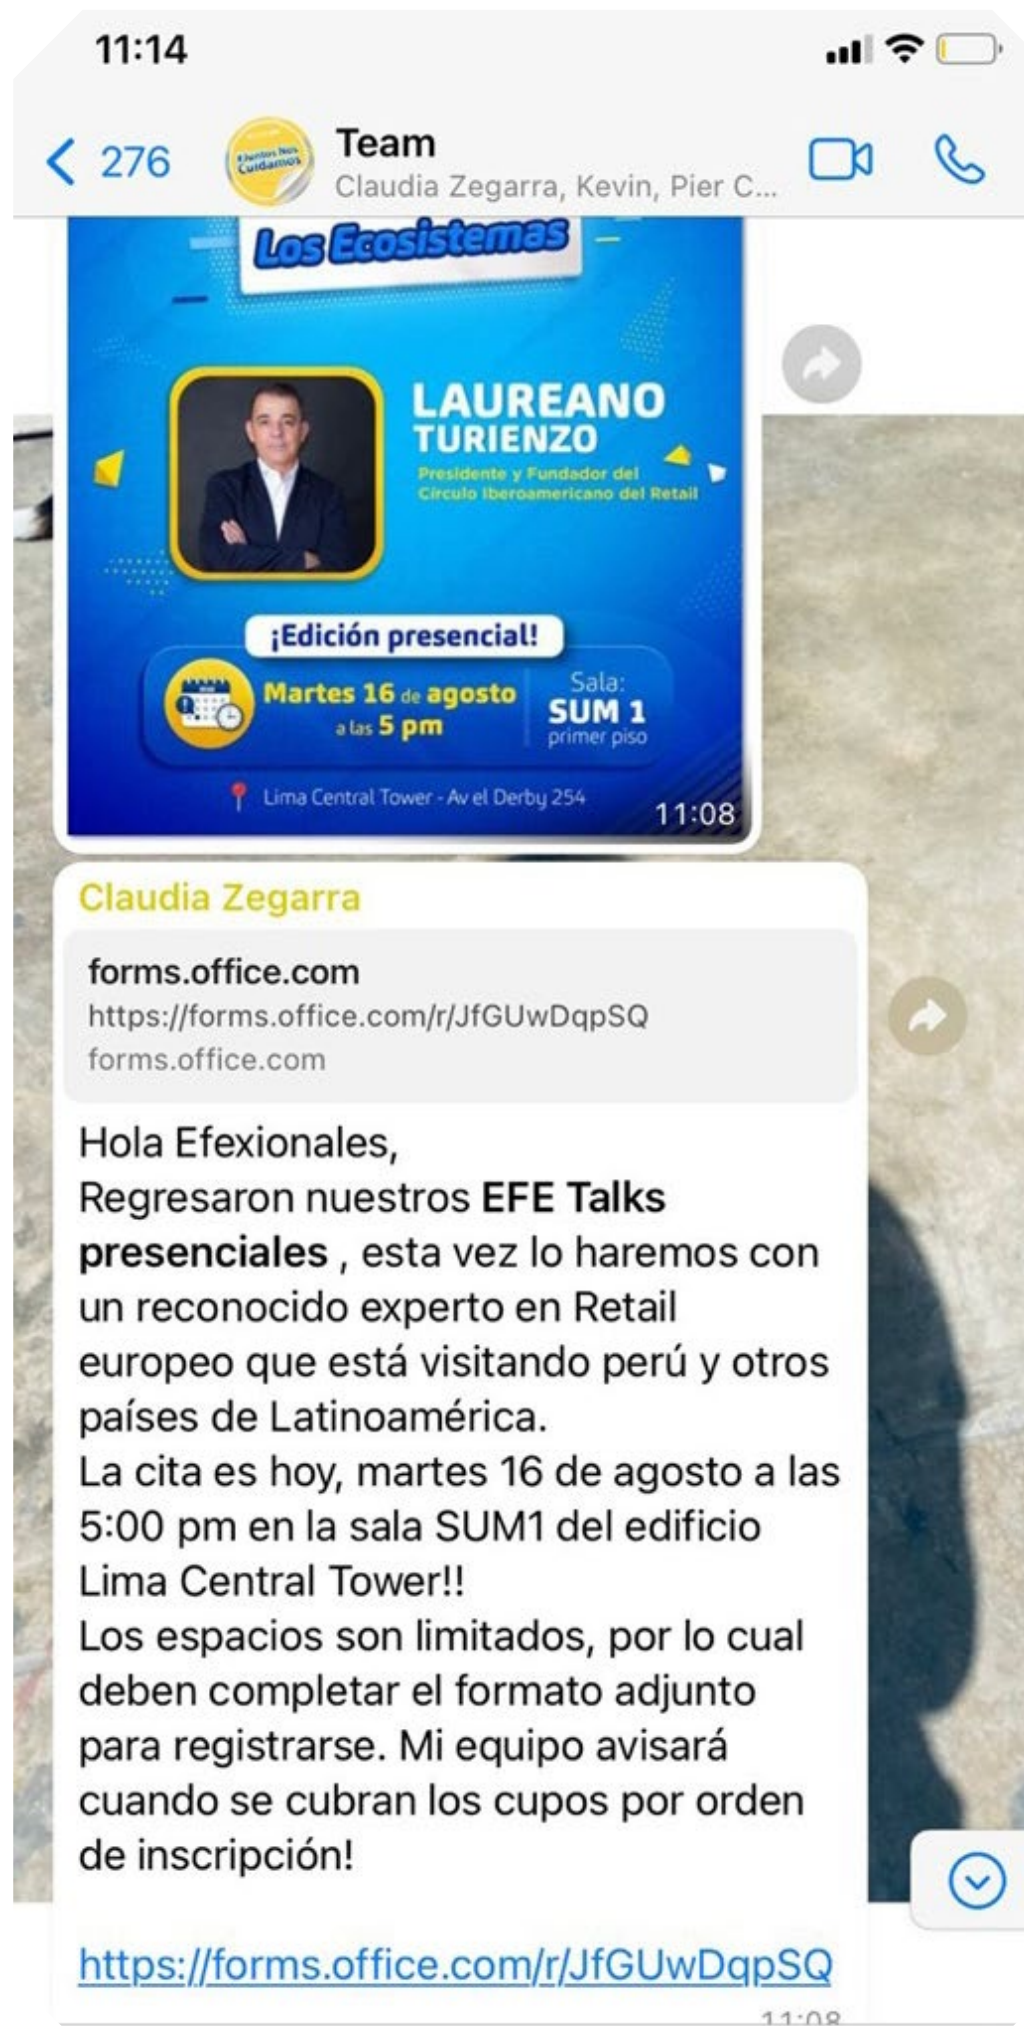 11:14
276
Team
Claudia Zegarra, Kevin, Pier C...
#Juntos Nos
Cuidamos
Los Ecosistemas
LAUREANO
TURIENZO
Presidente y Fundador del
Círculo Iberoamericano del Retail
¡Edición presencial!
Martes 16 de agosto
a las 5 pm
Sala:
SUM 1
primer piso
Lima Central Tower - Av el Derby 254
11:08
Claudia Zegarra
forms.office.com
https://forms.office.com/r/JfGUwDqpSQ
forms.office.com
Hola Efexionales,
Regresaron nuestros EFE Talks
presenciales , esta vez lo haremos con
un reconocido experto en Retail
europeo que está visitando perú y otros
países de Latinoamérica.
La cita es hoy, martes 16 de agosto a las
5:00 pm en la sala SUM1 del edificio
Lima Central Tower!!
Los espacios son limitados, por lo cual
deben completar el formato adjunto
para registrarse. Mi equipo avisará
cuando se cubran los cupos por orden
de inscripción!
https://forms.office.com/r/JfGUwDqpSQ
11:08